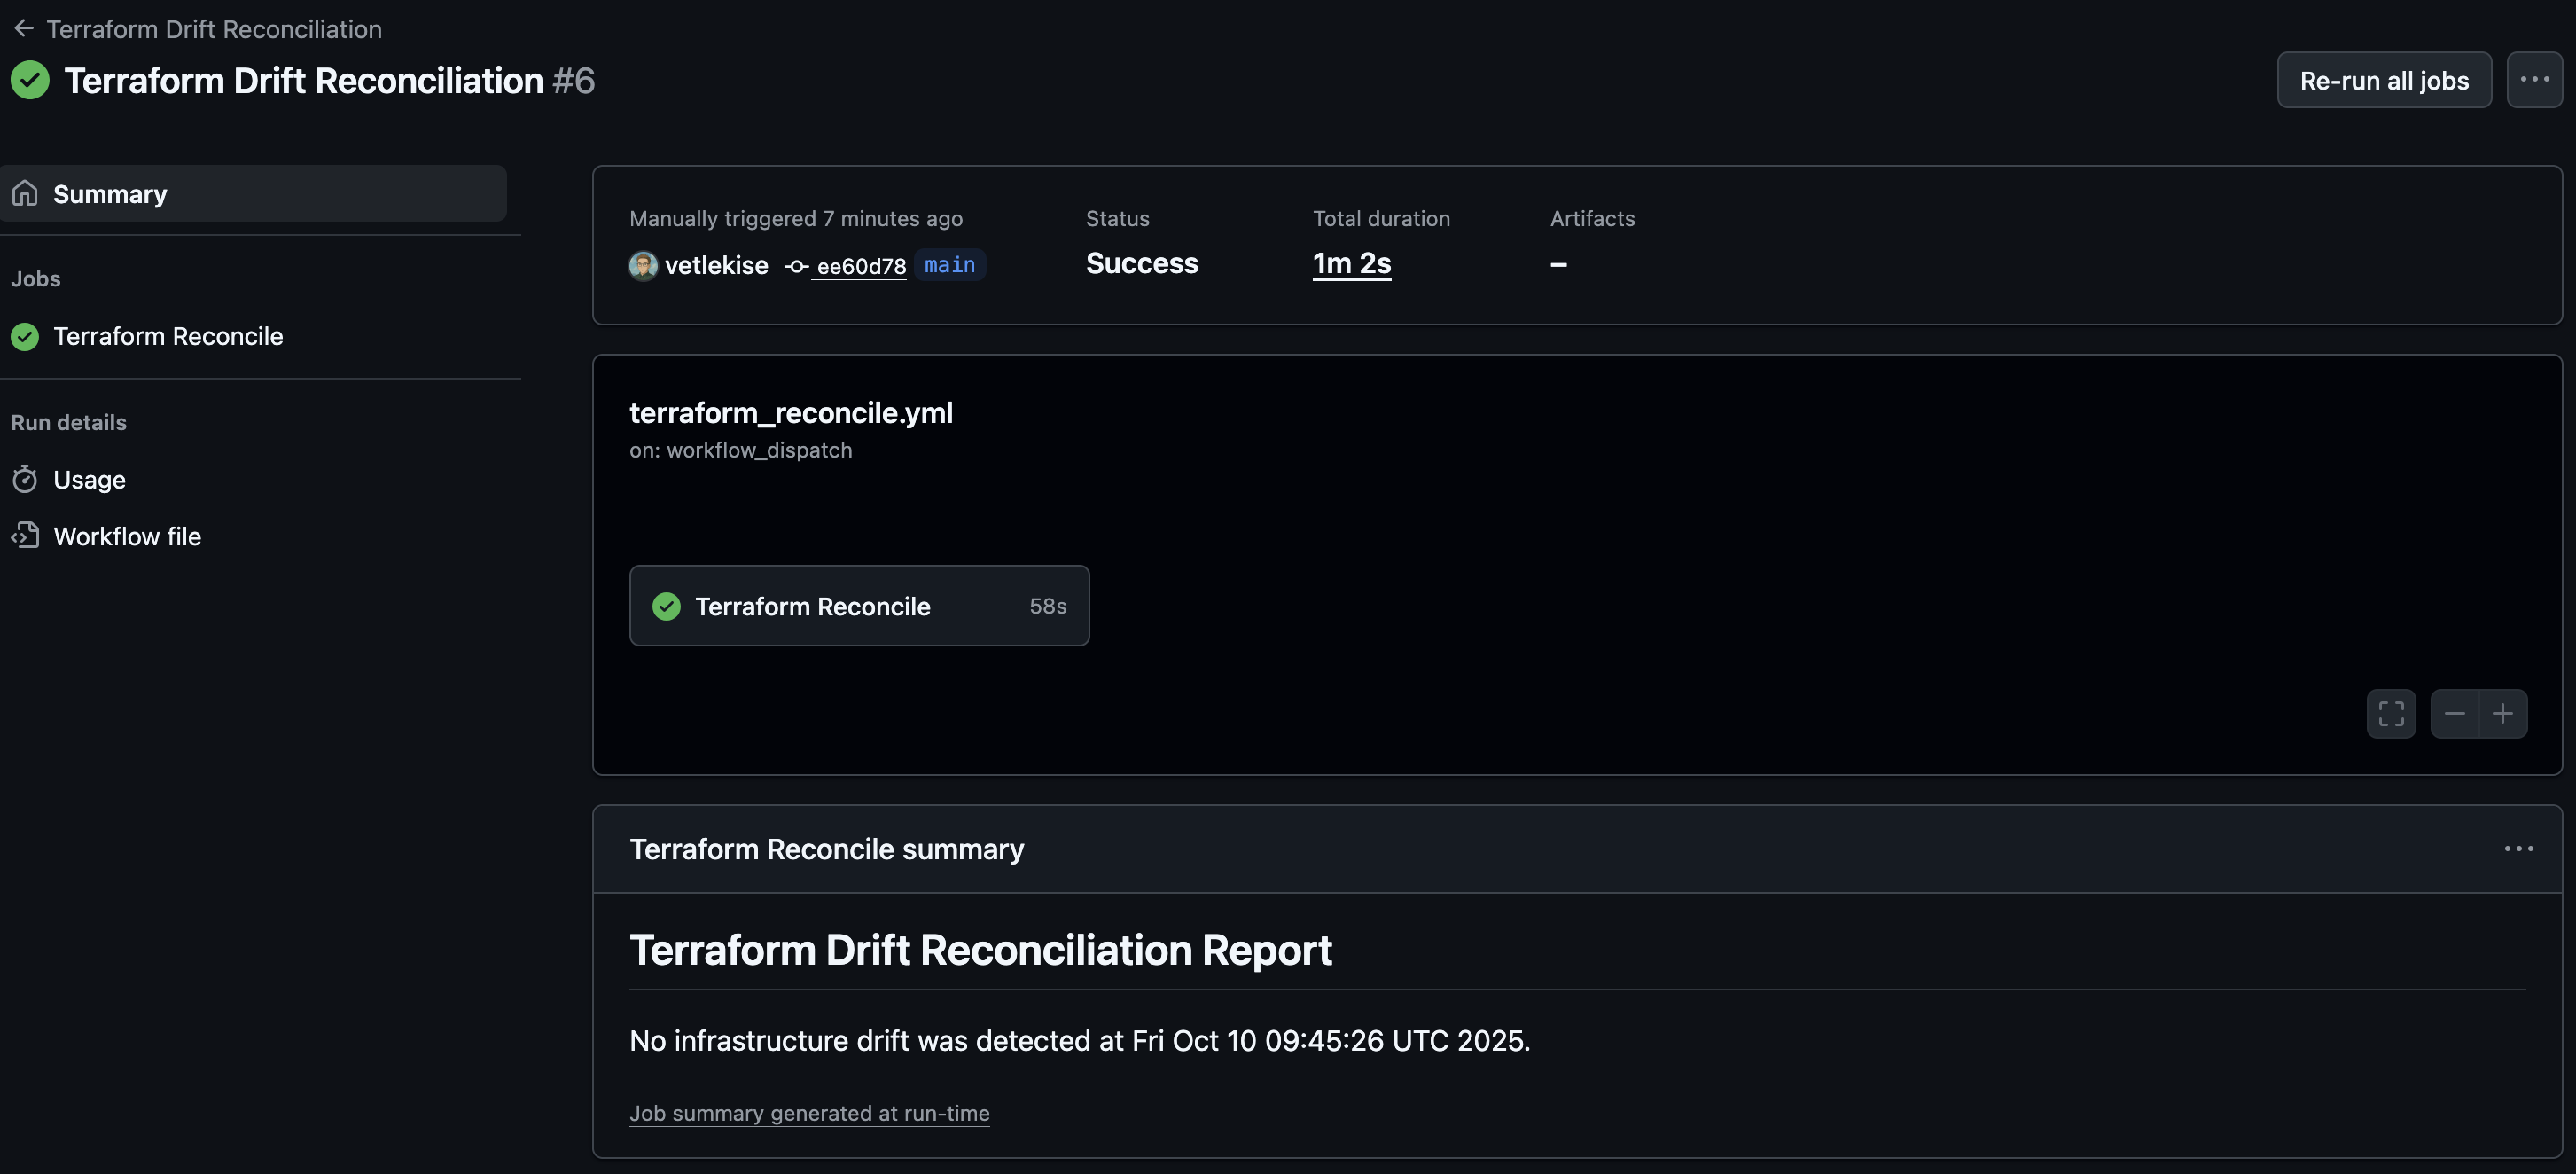 Terraform Drift Reconciliation
Terraform Drift Reconciliation #6
Re-run all jobs
Summary
Jobs
Terraform Reconcile
Run details
Usage
Workflow file
Manually triggered 7 minutes ago
vetlekise ee60d78 main
Status
Success
Total duration
1m 2s
Artifacts
–
terraform_reconcile.yml
on: workflow_dispatch
Terraform Reconcile 58s
Terraform Reconcile summary
Terraform Drift Reconciliation Report
No infrastructure drift was detected at Fri Oct 10 09:45:26 UTC 2025.
Job summary generated at run-time